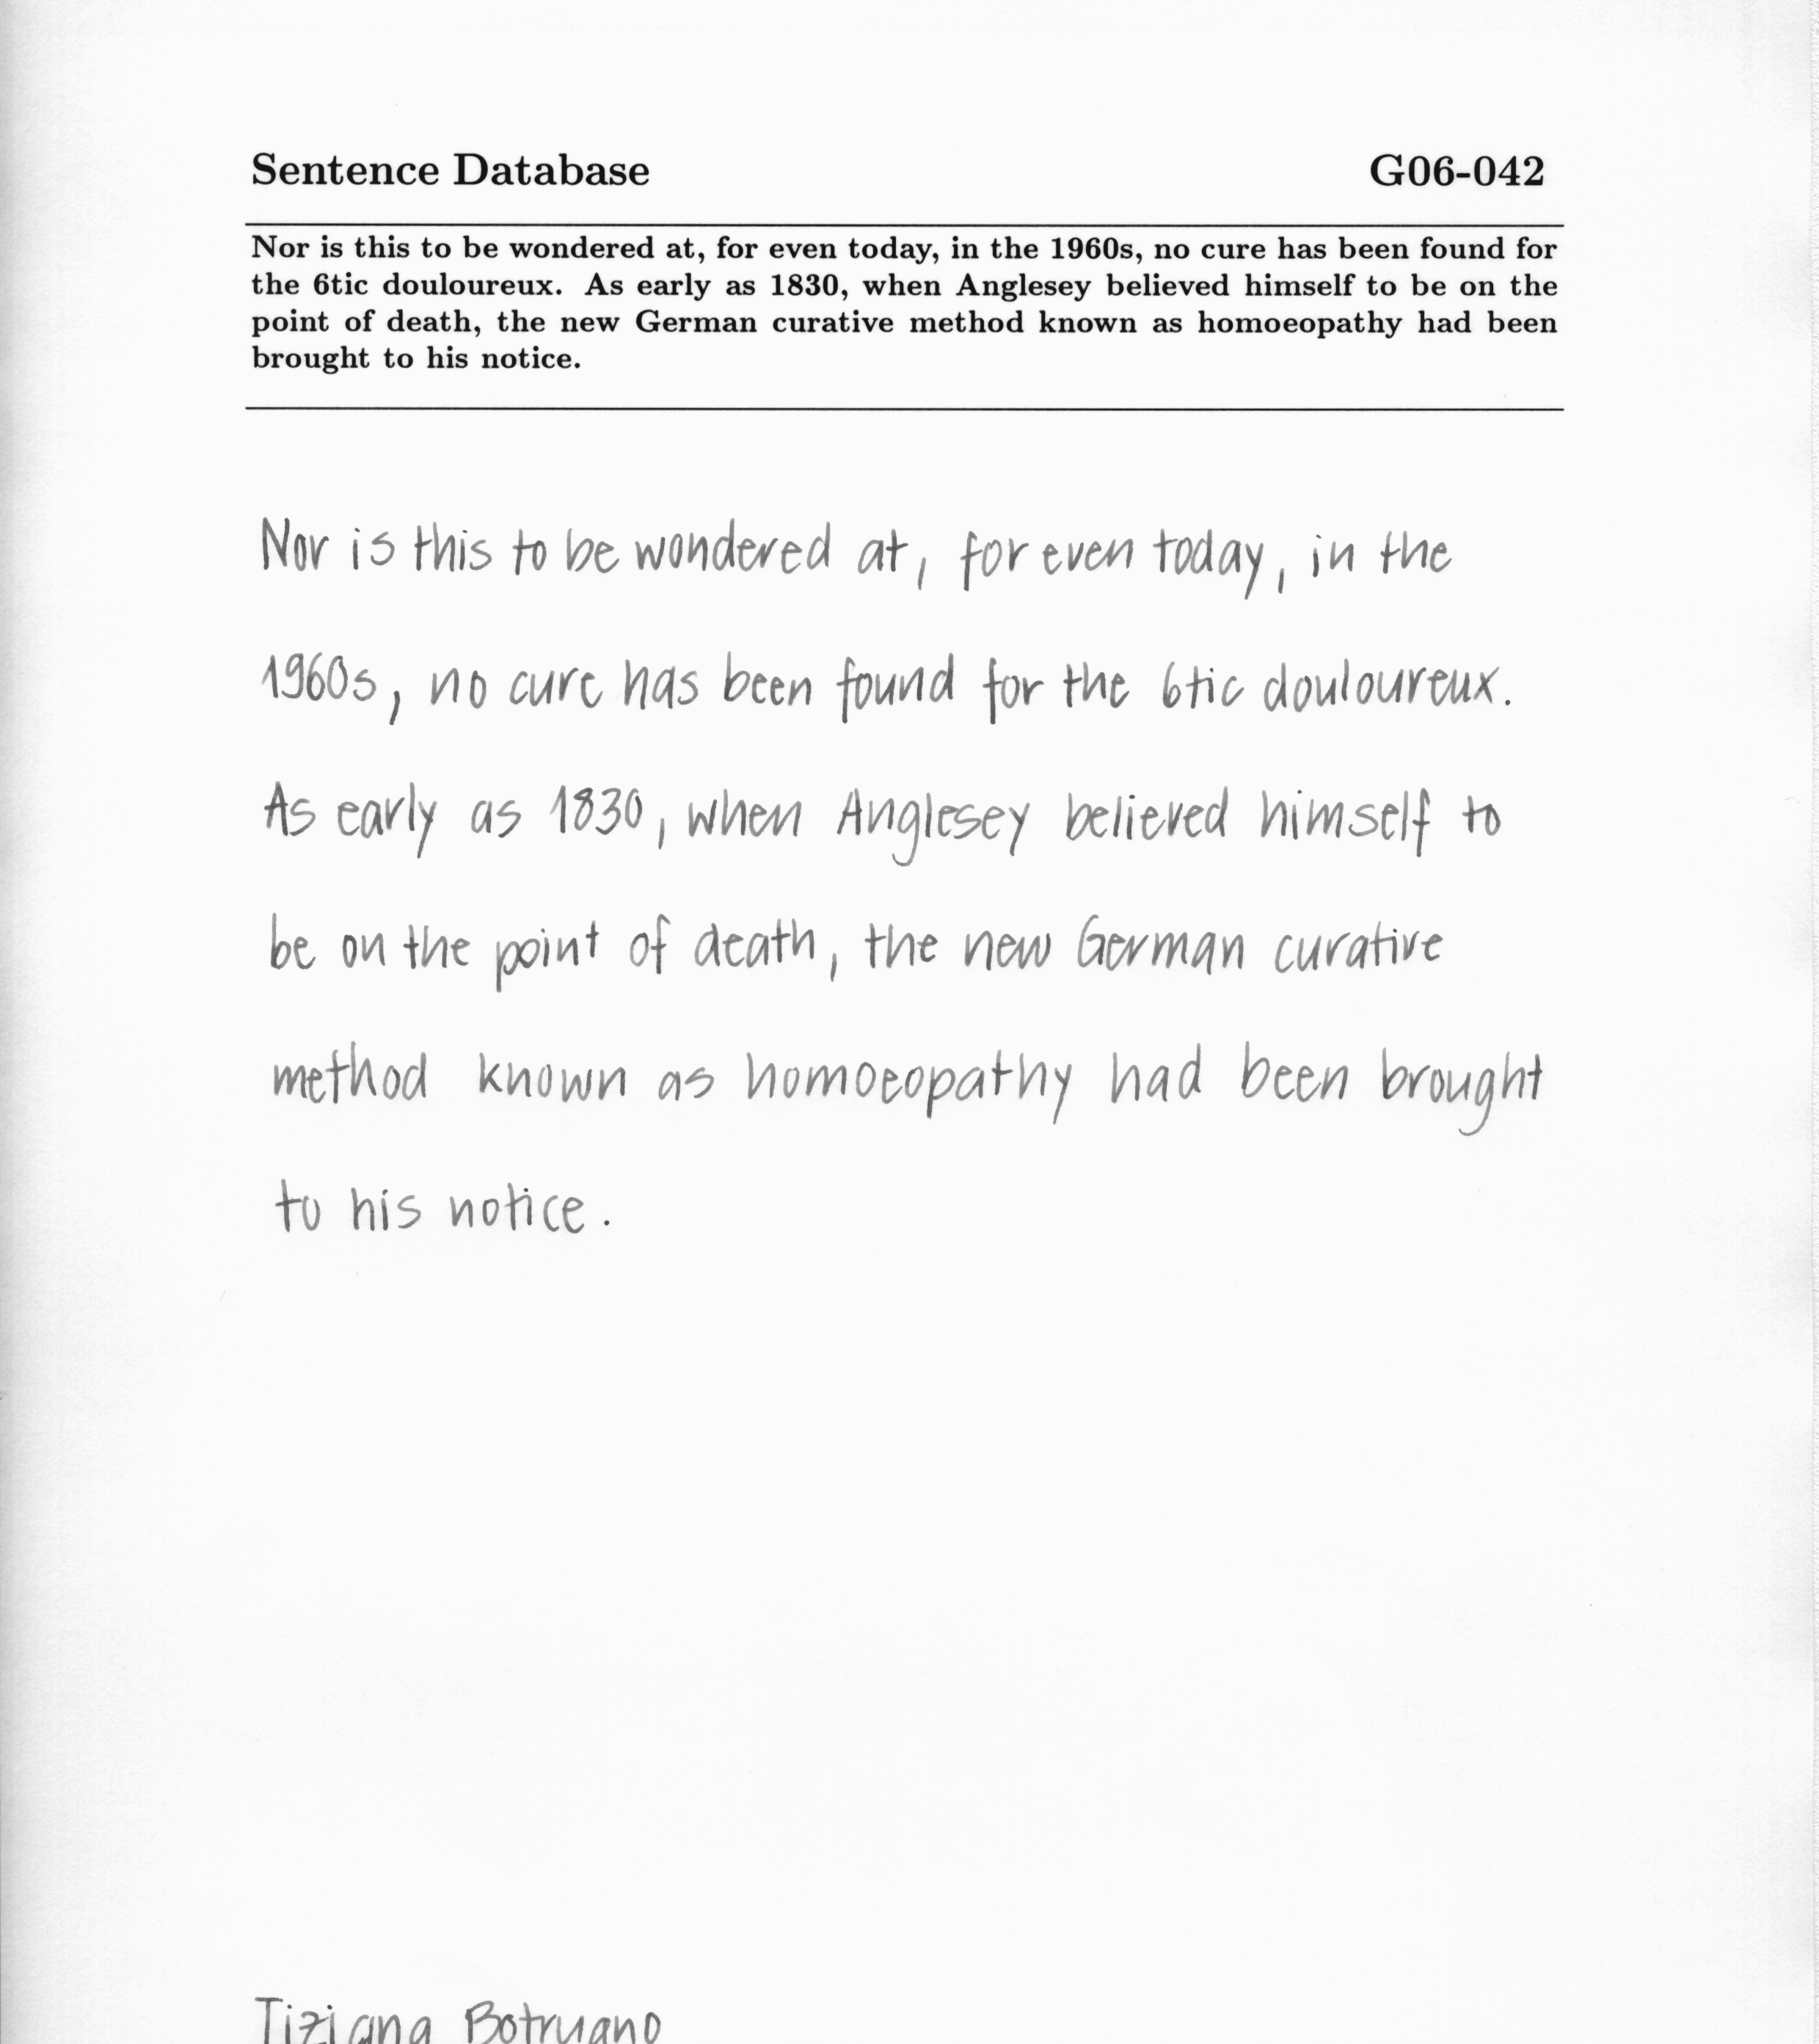 Sentence Database G06-042
Nor is this to be wondered at, for even today, in the 1960s, no cure has been found for
the 6tic douloureux. As early as 1830, when Anglesey believed himself to be on the
point of death, the new German curative method known as homoeopathy had been
brought to his notice.
Nor is this to be wondered at, for even today, in the
1960s, no cure has been found for the 6tic douloureux.
As early as 1830, when Anglesey believed himself to
be on the point of death, the new German curative
method known as homoeopathy had been brought
to his notice.
Tiziana Botrugno